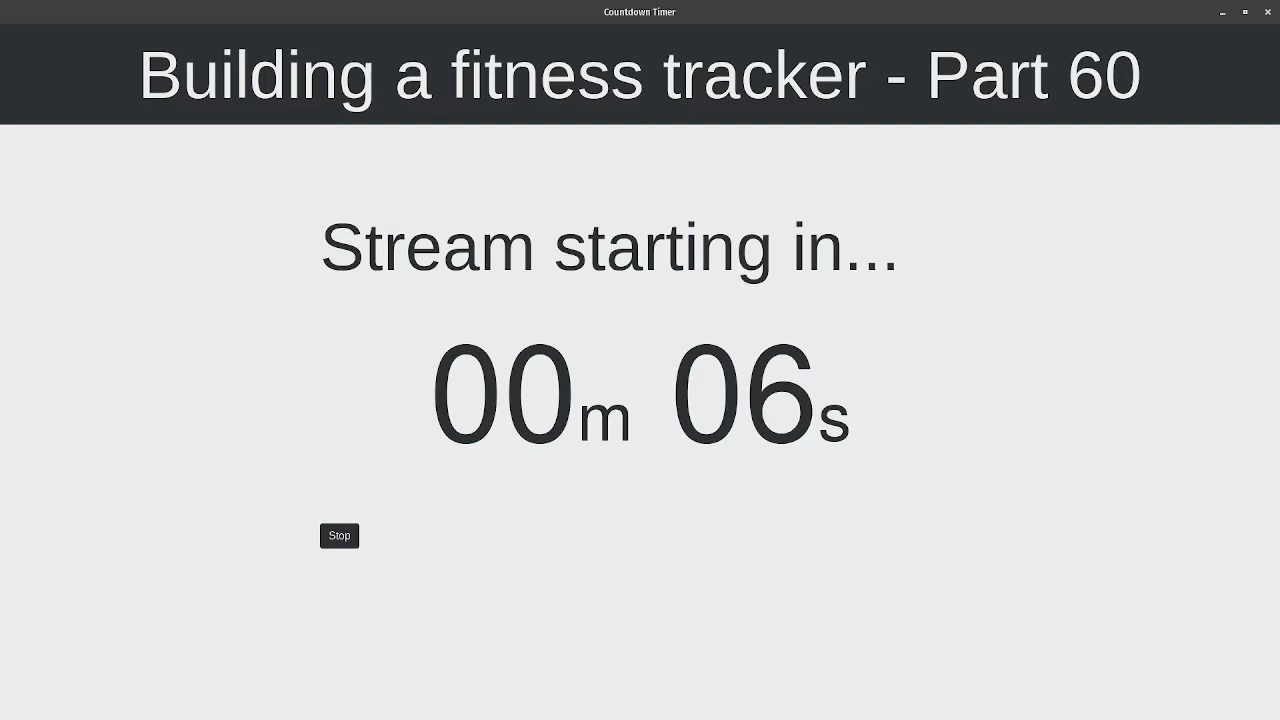 Countdown Timer
Building a fitness tracker - Part 60
Stream starting in...
00m 06s
Stop